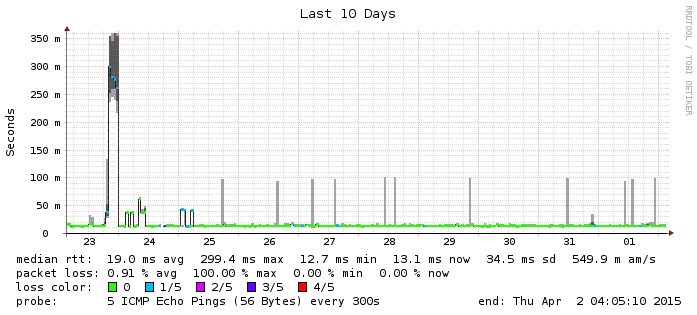 Last 10 Days
RRDTOOL / TOBI OETIKER
Seconds
350 m
300 m
250 m
200 m
150 m
100 m
50 m
0
23 24 25 26 27 28 29 30 31 01
median rtt: 19.0 ms avg 299.4 ms max 12.7 ms min 13.1 ms now 34.5 ms sd 549.9 m am/s
packet loss: 0.91 % avg 100.00 % max 0.00 % min 0.00 % now
loss color: 0 1/5 2/5 3/5 4/5
probe: 5 ICMP Echo Pings (56 Bytes) every 300s end: Thu Apr 2 04:05:10 2015